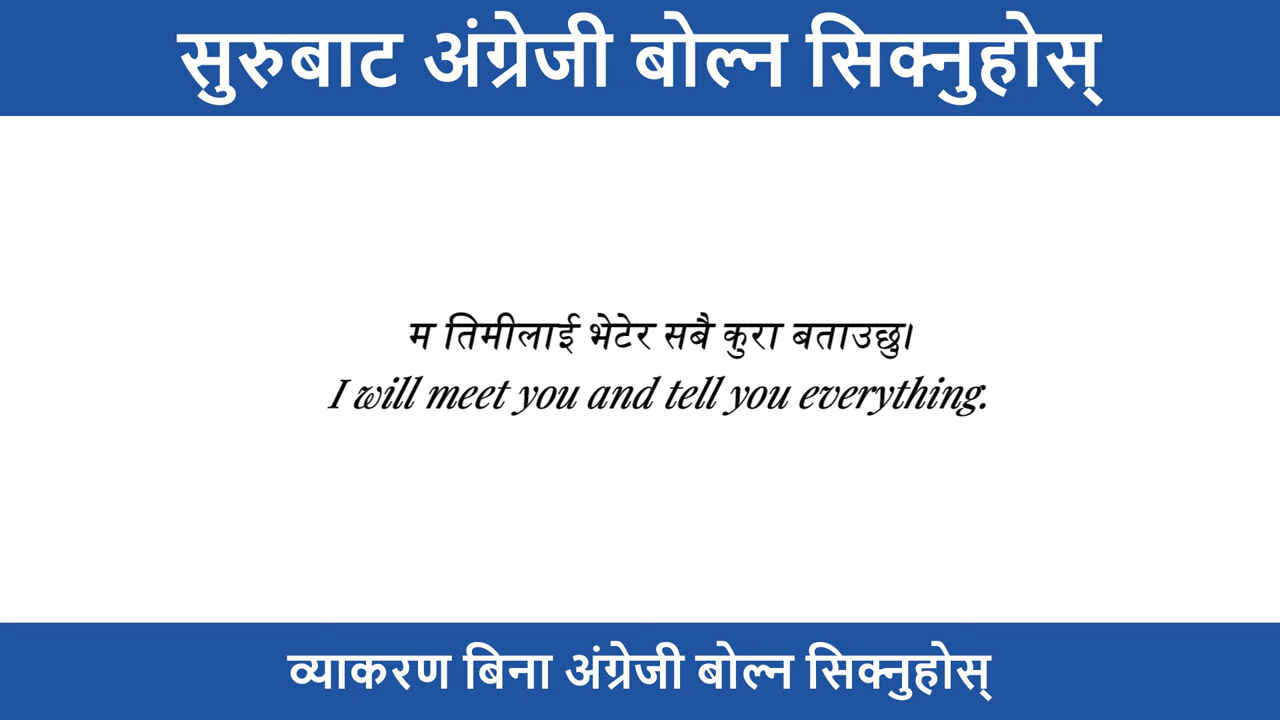 सुरुबाट अंग्रेजी बोल्न सिक्नुहोस्
म तिमीलाई भेटेर सबै कुरा बताउछु।
I will meet you and tell you everything.
व्याकरण बिना अंग्रेजी बोल्न सिक्नुहोस्